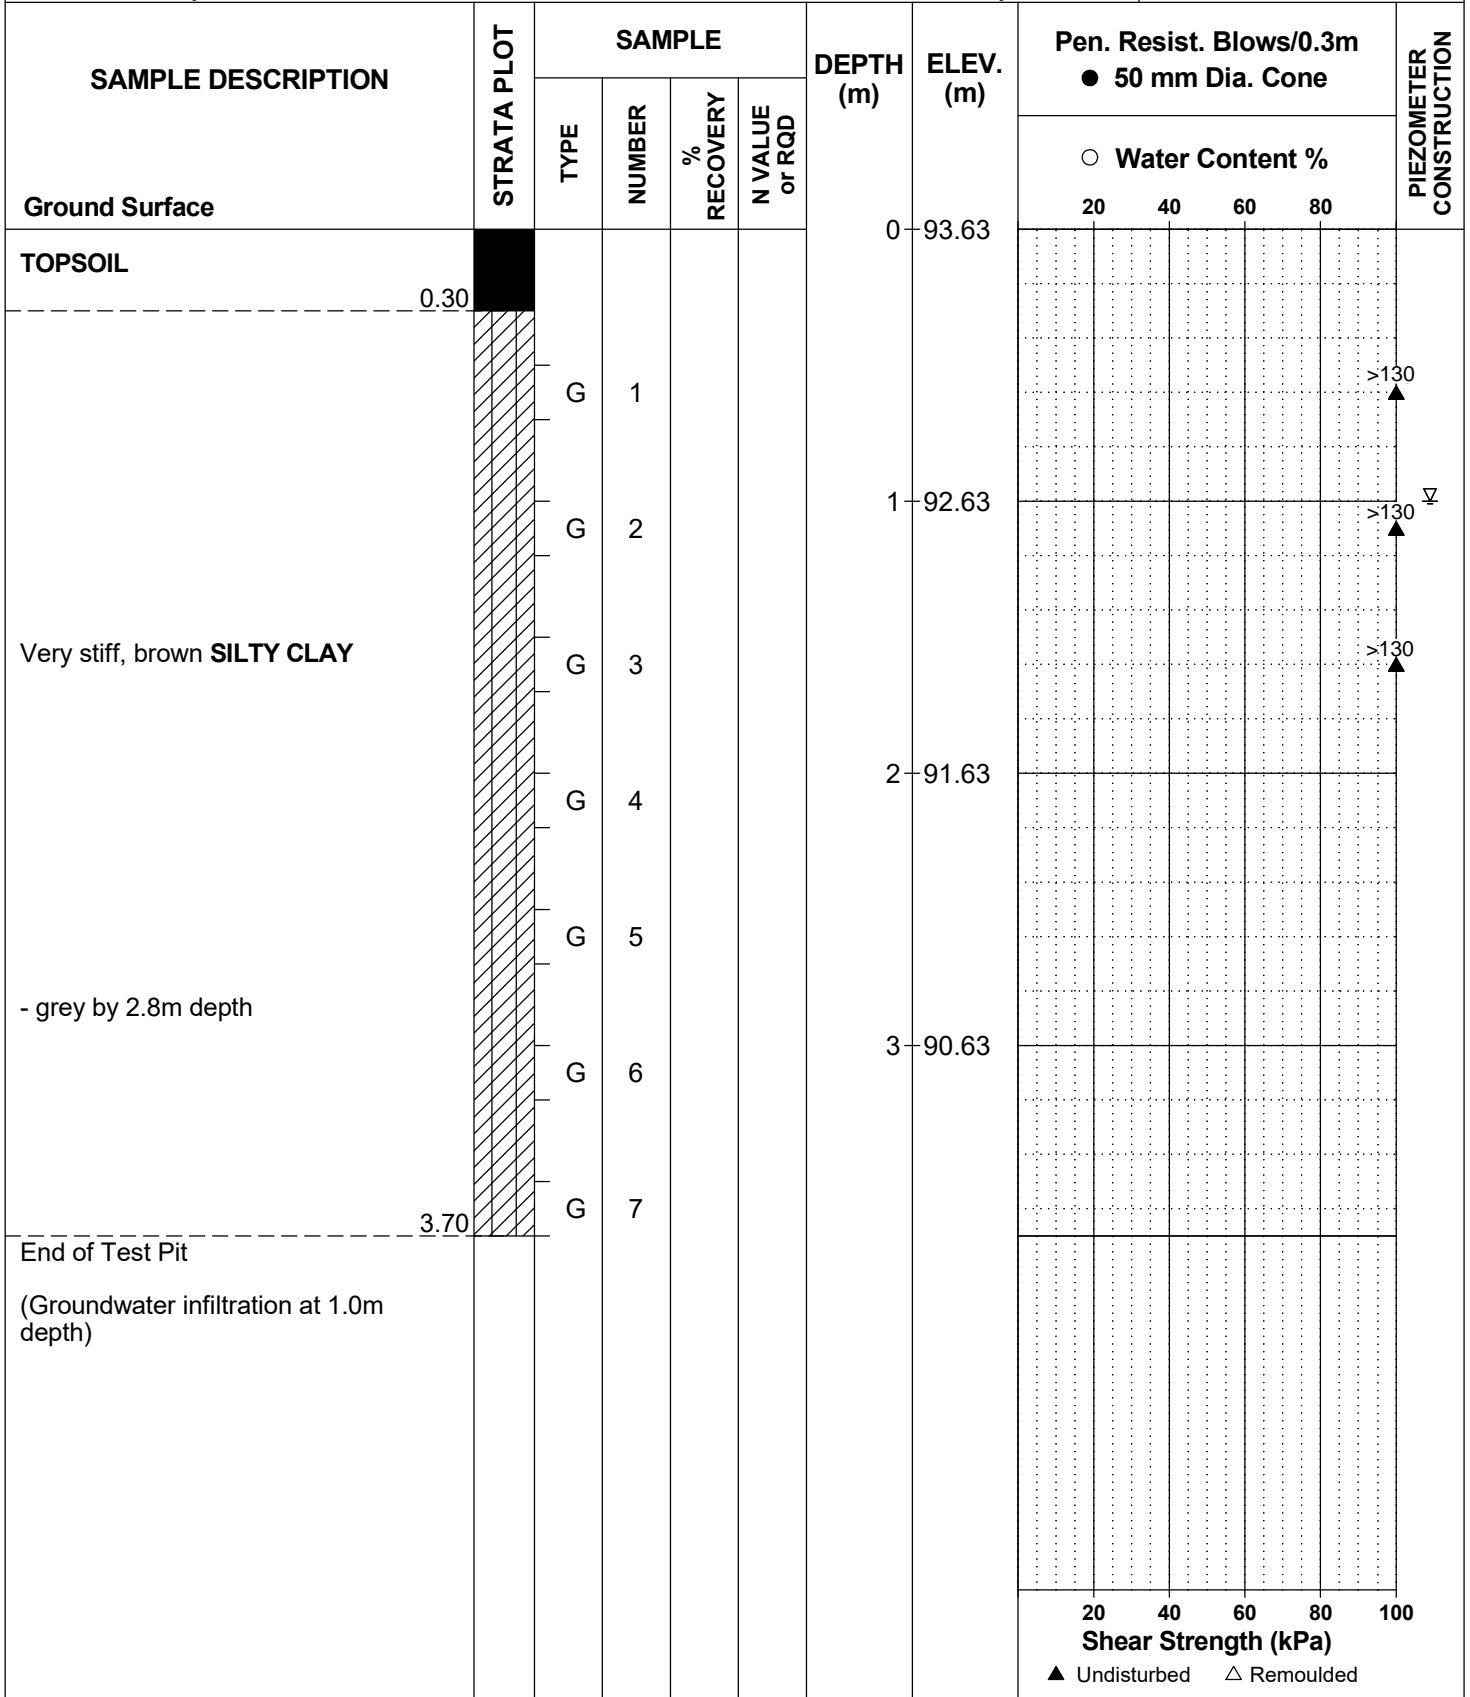 SAMPLE DESCRIPTION
STRATA PLOT
SAMPLE
TYPE
NUMBER
%
RECOVERY
N VALUE
or RQD
DEPTH
(m)
ELEV.
(m)
Pen. Resist. Blows/0.3m
● 50 mm Dia. Cone
○ Water Content %
PIEZOMETER
CONSTRUCTION
Ground Surface
20 40 60 80
0 93.63
TOPSOIL
0.30
>130
G 1
1 92.63
>130
G 2
Very stiff, brown SILTY CLAY
G 3
>130
2 91.63
G 4
G 5
- grey by 2.8m depth
3 90.63
G 6
G 7
3.70
End of Test Pit
(Groundwater infiltration at 1.0m
depth)
20 40 60 80 100
Shear Strength (kPa)
▲ Undisturbed △ Remoulded